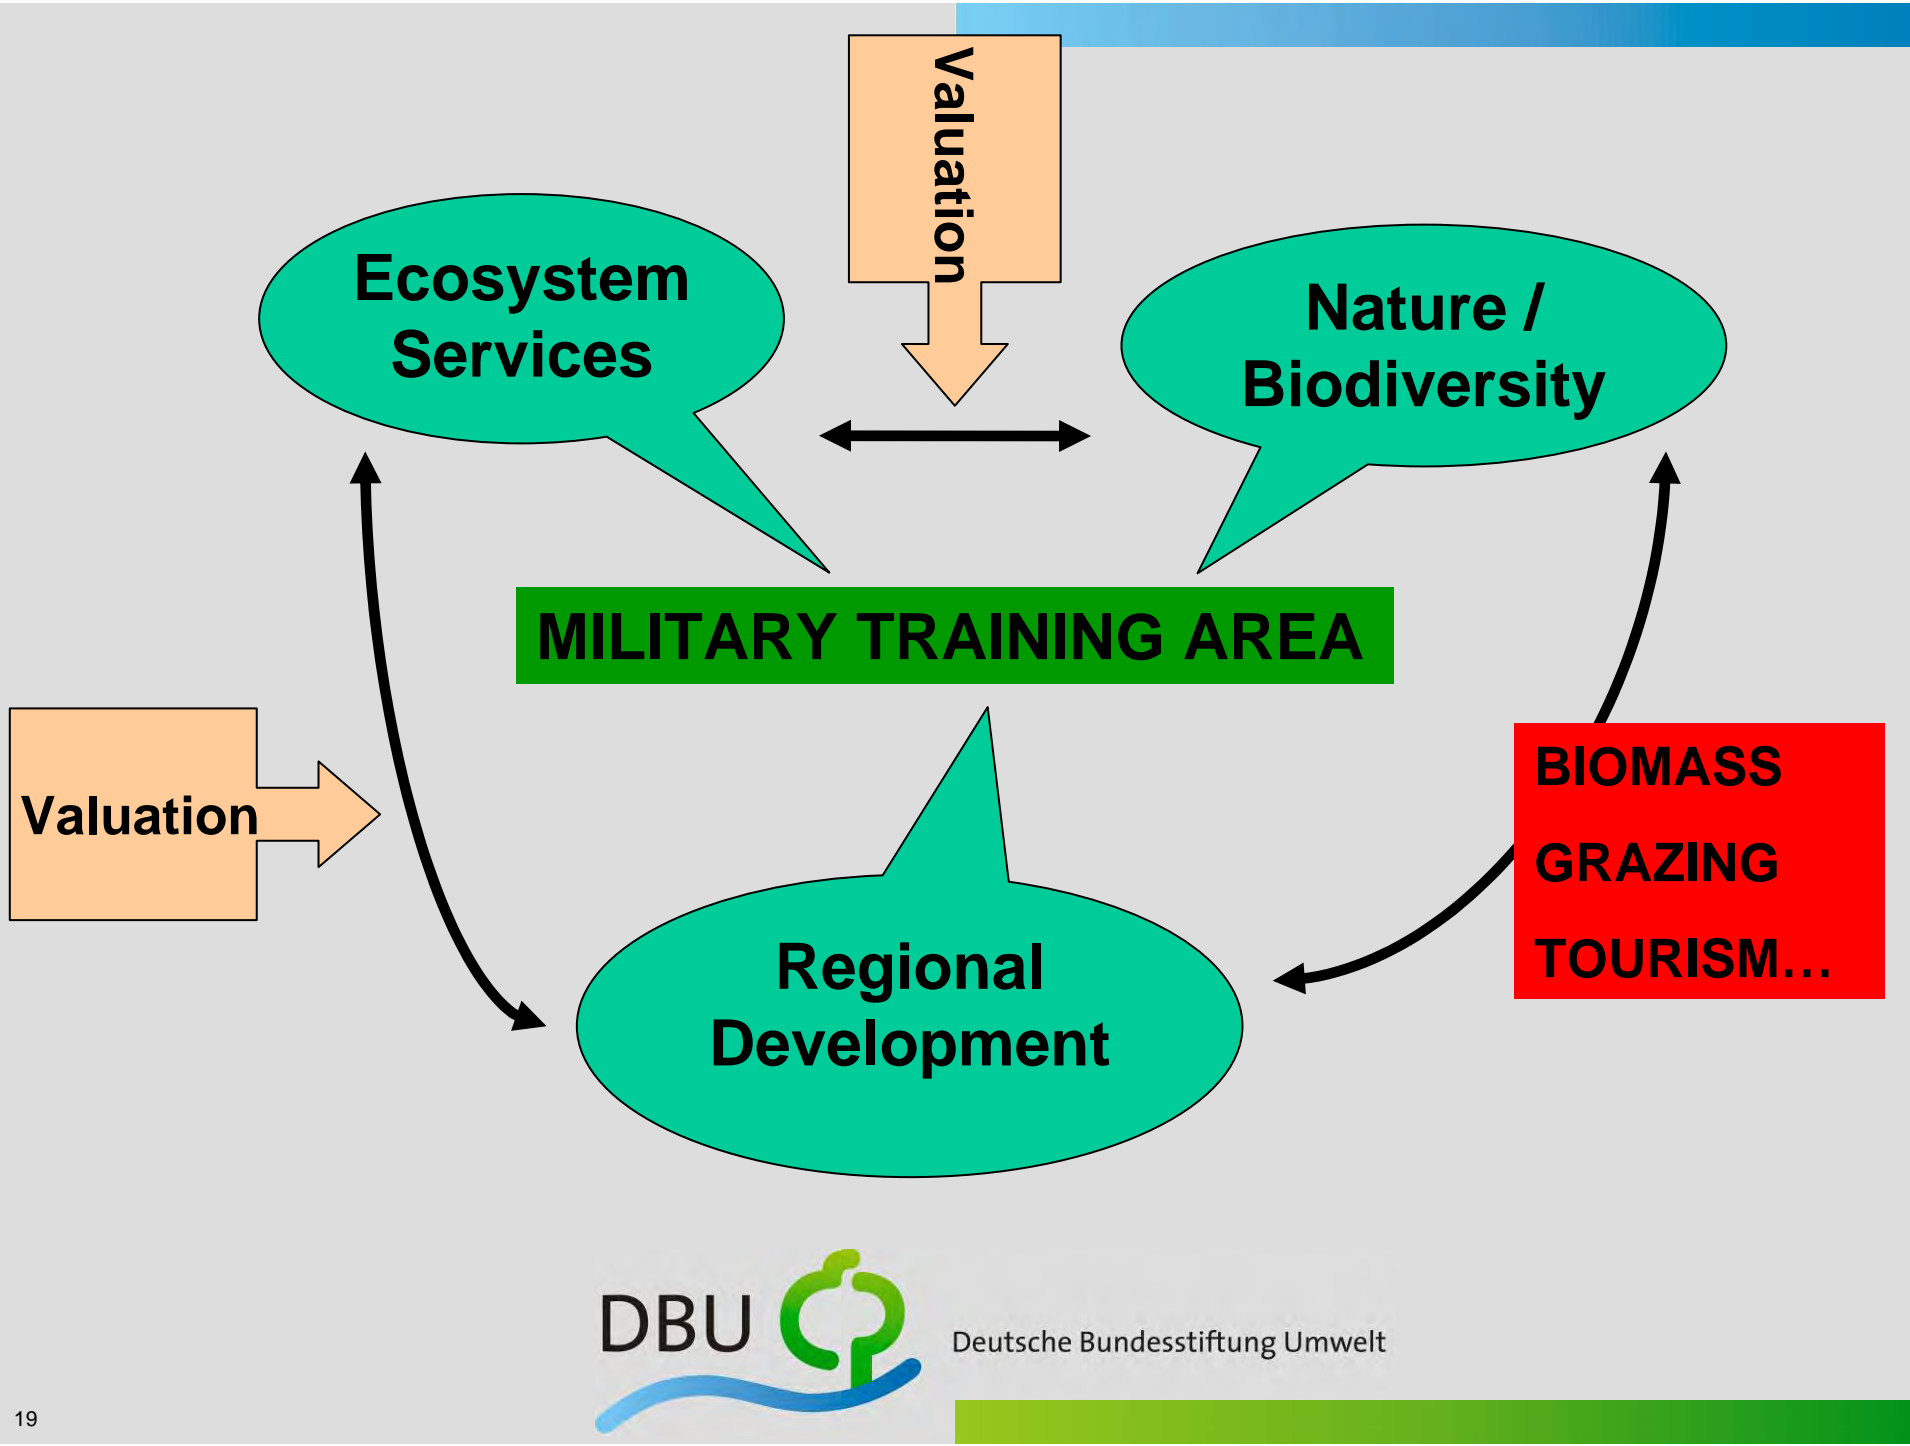 Valuation
Ecosystem
Services
Nature /
Biodiversity
MILITARY TRAINING AREA
Valuation
BIOMASS
GRAZING
TOURISM…
Regional
Development
DBU
Deutsche Bundesstiftung Umwelt
19